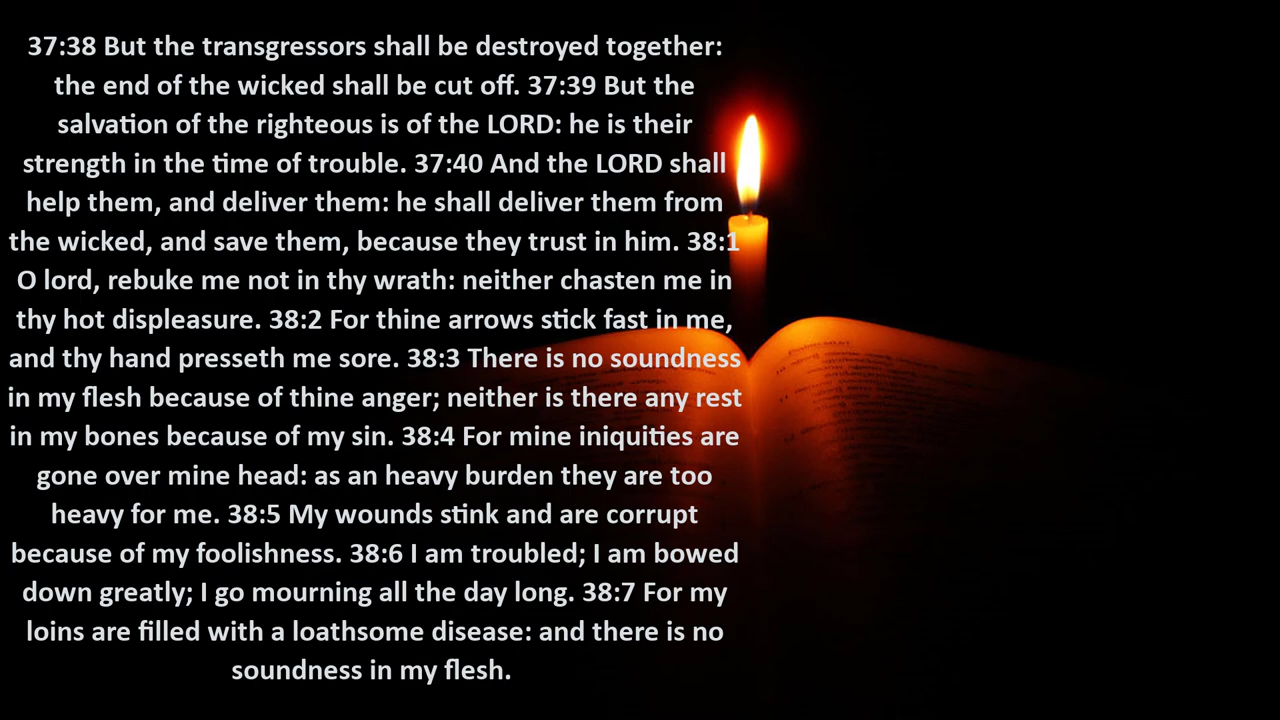 37:38 But the transgressors shall be destroyed together:
the end of the wicked shall be cut off. 37:39 But the
salvation of the righteous is of the LORD: he is their
strength in the time of trouble. 37:40 And the LORD shall
help them, and deliver them: he shall deliver them from
the wicked, and save them, because they trust in him. 38:1
O lord, rebuke me not in thy wrath: neither chasten me in
thy hot displeasure. 38:2 For thine arrows stick fast in me,
and thy hand presseth me sore. 38:3 There is no soundness
in my flesh because of thine anger; neither is there any rest
in my bones because of my sin. 38:4 For mine iniquities are
gone over mine head: as an heavy burden they are too
heavy for me. 38:5 My wounds stink and are corrupt
because of my foolishness. 38:6 I am troubled; I am bowed
down greatly; I go mourning all the day long. 38:7 For my
loins are filled with a loathsome disease: and there is no
soundness in my flesh.